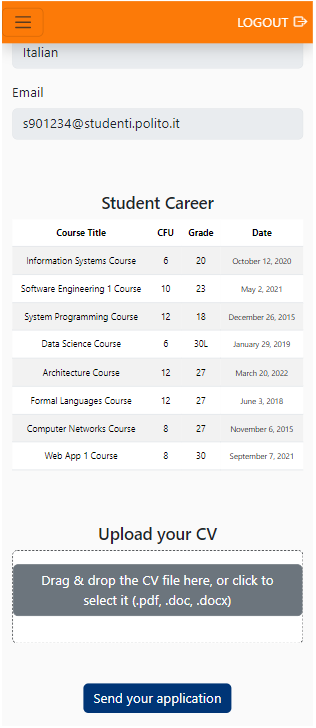 LOGOUT
Italian
Email
s901234@studenti.polito.it
Student Career
Course Title CFU Grade Date
Information Systems Course 6 20 October 12, 2020
Software Engineering 1 Course 10 23 May 2, 2021
System Programming Course 12 18 December 26, 2015
Data Science Course 6 30L January 29, 2019
Architecture Course 12 27 March 20, 2022
Formal Languages Course 12 27 June 3, 2018
Computer Networks Course 8 27 November 6, 2015
Web App 1 Course 8 30 September 7, 2021
Upload your CV
Drag & drop the CV file here, or click to
select it (.pdf, .doc, .docx)
Send your application